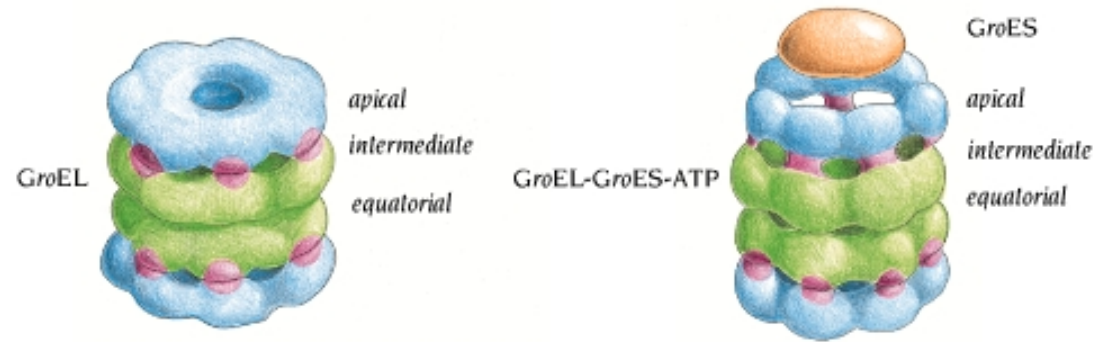 GroEL
apical
intermediate
equatorial
GroEL-GroES-ATP
GroES
apical
intermediate
equatorial